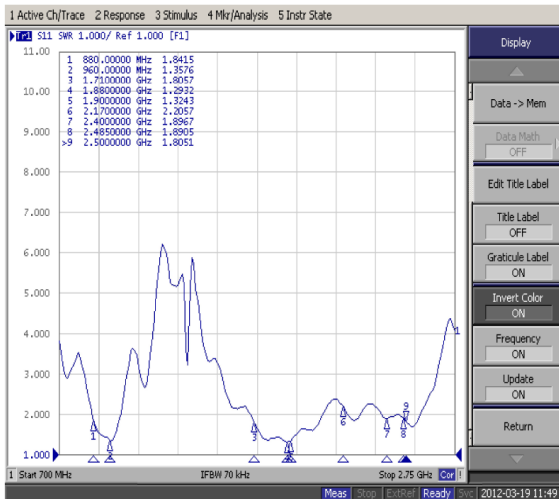 1 Active Ch/Trace 2 Response 3 Stimulus 4 Mkr/Analysis 5 Instr State
Tr1 S11 SWR 1.000/ Ref 1.000 [F1]
11.00
10.00
9.000
8.000
7.000
6.000
5.000
4.000
3.000
2.000
1.000
1 880.00000 MHz 1.8415
2 960.00000 MHz 1.3576
3 1.7100000 GHz 1.8057
4 1.8800000 GHz 1.2932
5 1.9000000 GHz 1.3243
6 2.1700000 GHz 2.2057
7 2.4000000 GHz 1.8967
8 2.4850000 GHz 1.8905
>9 2.5000000 GHz 1.8051
1
3
6
7
8
9
1
1 Start 700 MHz IFBW 70 kHz Stop 2.75 GHz Cor !
Meas Stop ExtRef Ready Svc 2012-03-19 11:49
Display
Data -> Mem
Data Math
OFF
Edit Title Label
Title Label
OFF
Graticule Label
ON
Invert Color
ON
Frequency
ON
Update
ON
Return